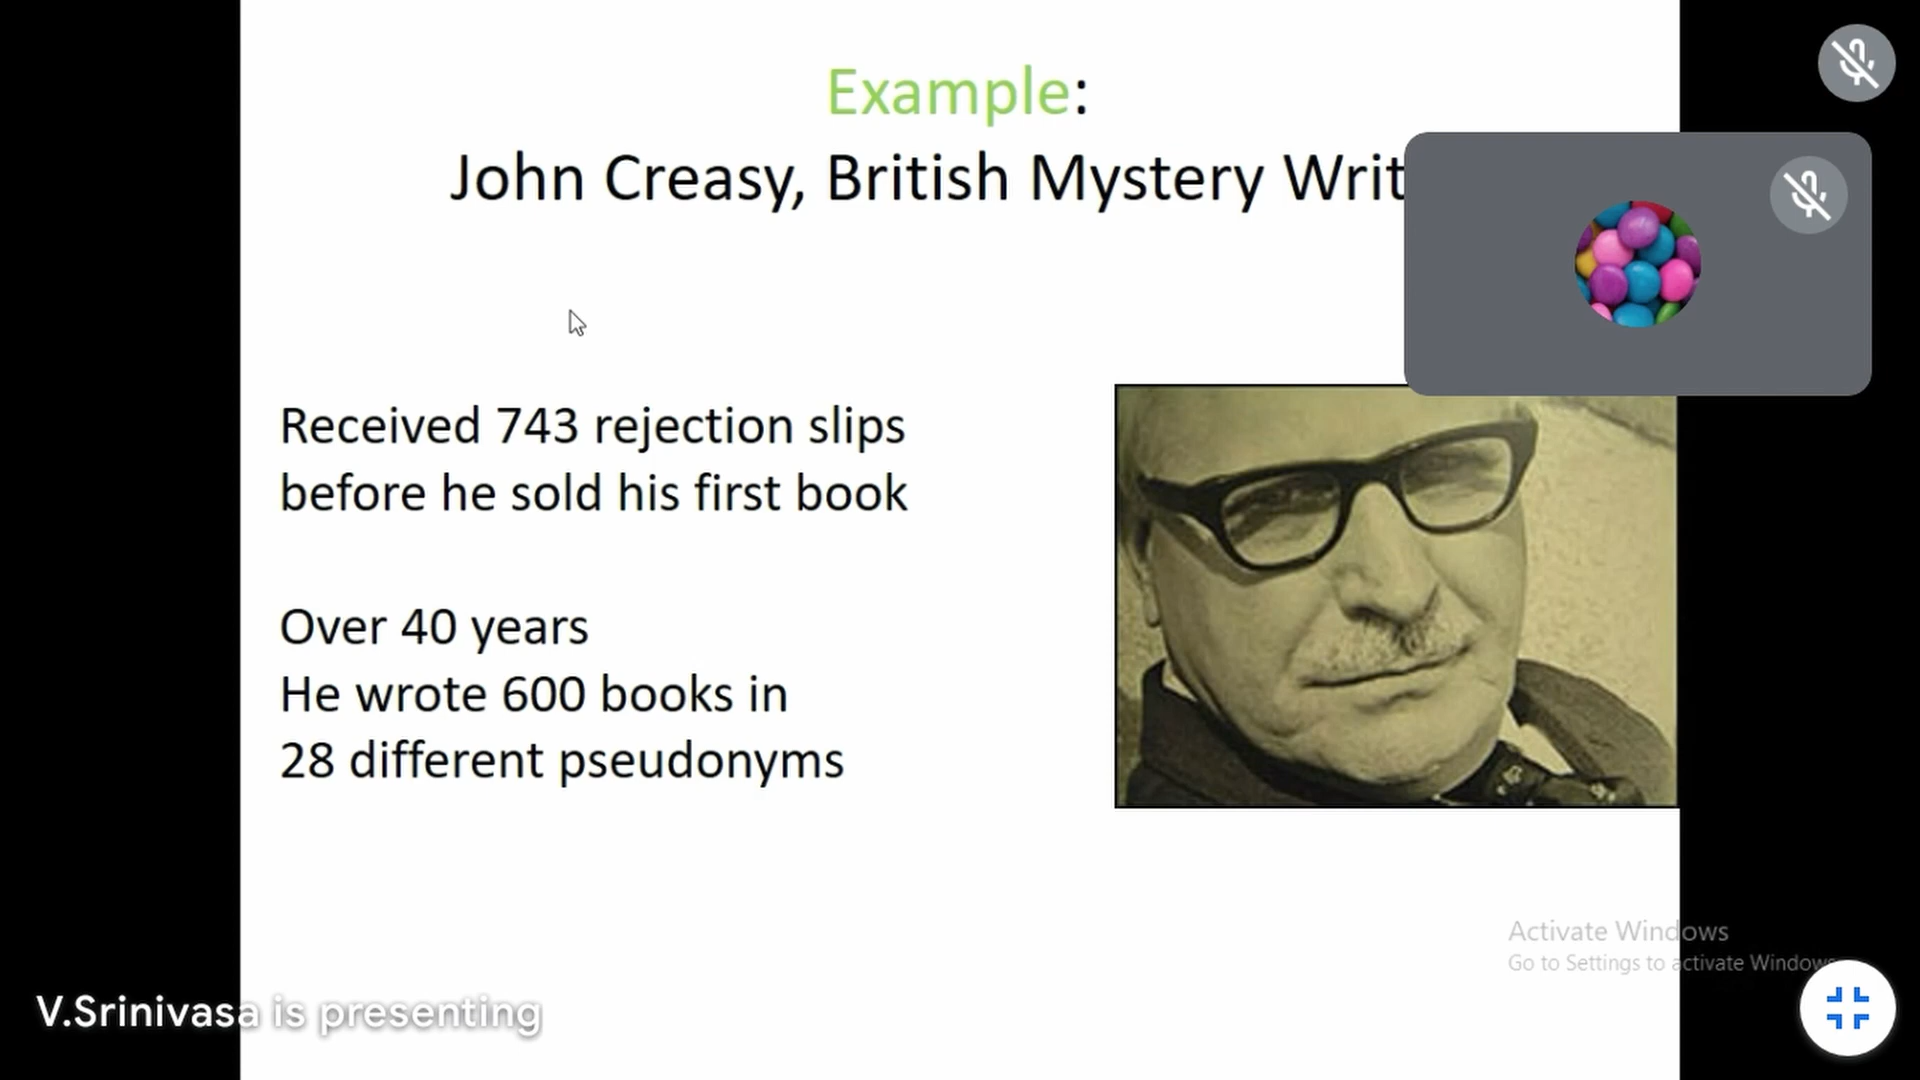 Example:
John Creasy, British Mystery Writ
Received 743 rejection slips
before he sold his first book
Over 40 years
He wrote 600 books in
28 different pseudonyms
Activate Windows
Go to Settings to activate Windows
V.Srinivasa is presenting